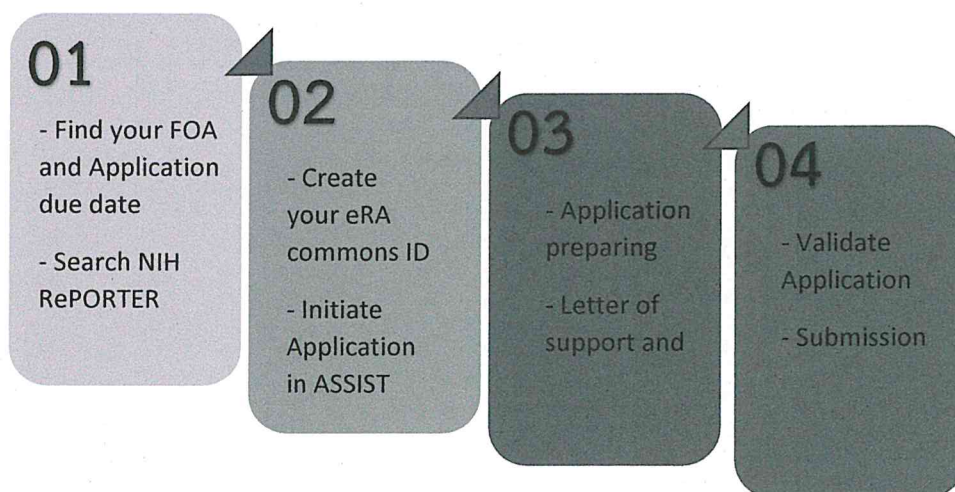 01
- Find your FOA
and Application
due date
- Search NIH
RePORTER
02
- Create
your eRA
commons ID
- Initiate
Application
in ASSIST
03
- Application
preparing
- Letter of
support and
04
- Validate
Application
- Submission